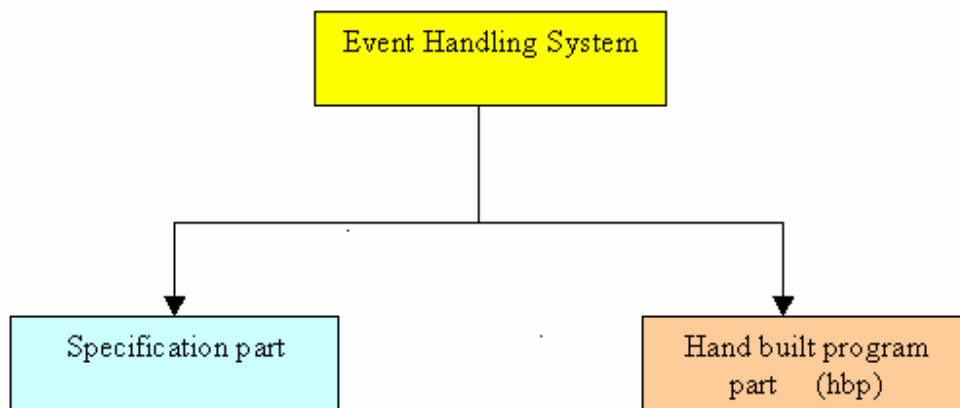 Event Handling System
Specification part
Hand built program
part (hbp)